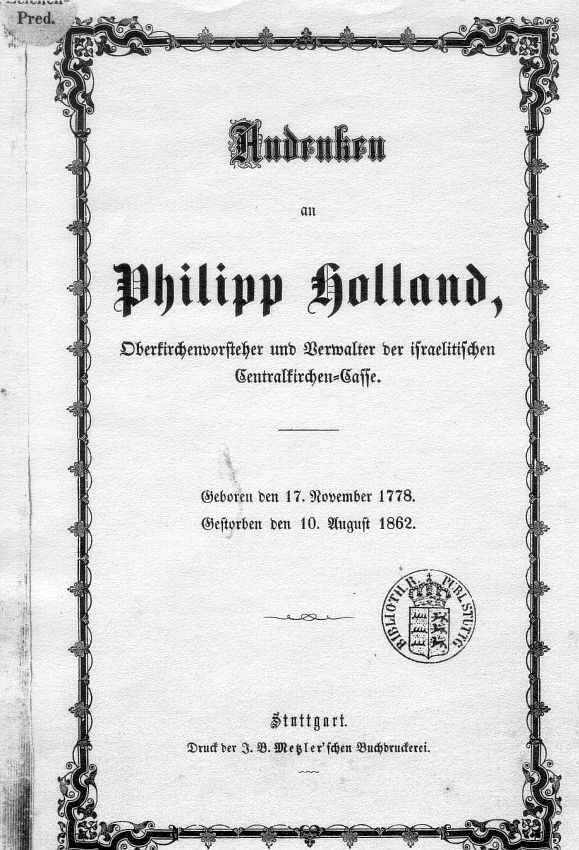 Leichen-
Pred.
Andenken
an
Philipp Holland,
Oberkirchenvorsteher und Verwalter der israelitischen
Centralkirchen=Casse.
Geboren den 17. November 1778.
Gestorben den 10. August 1862.
BIBLIOTH. R. PUBL. STUTTG
Stuttgart.
Druck der J. B. Metzler'schen Buchdruckerei.